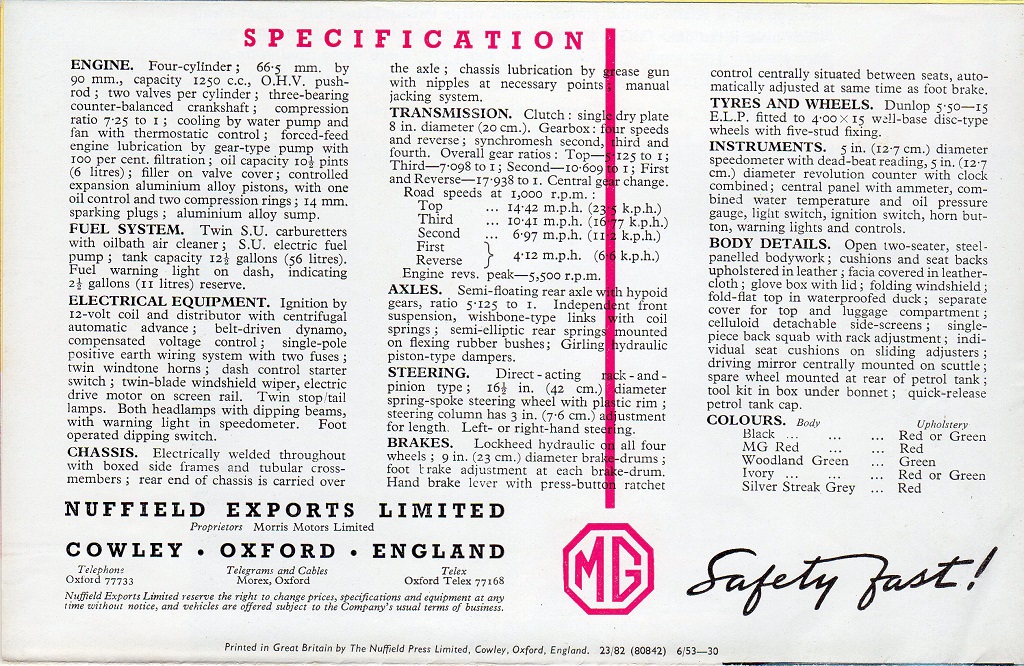 SPECIFICATION
ENGINE. Four-cylinder; 66·5 mm. by
90 mm., capacity 1250 c.c., O.H.V. push-
rod; two valves per cylinder; three-bearing
counter-balanced crankshaft; compression
ratio 7·25 to 1; cooling by water pump and
fan with thermostatic control; forced-feed
engine lubrication by gear-type pump with
100 per cent. filtration; oil capacity 10½ pints
(6 litres); filler on valve cover; controlled
expansion aluminium alloy pistons, with one
oil control and two compression rings; 14 mm.
sparking plugs; aluminium alloy sump.
FUEL SYSTEM. Twin S.U. carburetters
with oilbath air cleaner; S.U. electric fuel
pump; tank capacity 12½ gallons (56 litres).
Fuel warning light on dash, indicating
2½ gallons (11 litres) reserve.
ELECTRICAL EQUIPMENT. Ignition by
12-volt coil and distributor with centrifugal
automatic advance; belt-driven dynamo,
compensated voltage control; single-pole
positive earth wiring system with two fuses;
twin windtone horns; dash control starter
switch; twin-blade windshield wiper, electric
drive motor on screen rail. Twin stop/tail
lamps. Both headlamps with dipping beams,
with warning light in speedometer. Foot
operated dipping switch.
CHASSIS. Electrically welded throughout
with boxed side frames and tubular cross-
members; rear end of chassis is carried over
the axle; chassis lubrication by grease gun
with nipples at necessary points; manual
jacking system.
TRANSMISSION. Clutch: single dry plate
8 in. diameter (20 cm.). Gearbox: four speeds
and reverse; synchromesh second, third and
fourth. Overall gear ratios: Top—5·125 to 1;
Third—7·098 to 1; Second—10·609 to 1; First
and Reverse—17·938 to 1. Central gear change.
Road speeds at 1,000 r.p.m.:
Top ... 14·42 m.p.h. (23·5 k.p.h.)
Third ... 10·41 m.p.h. (16·77 k.p.h.)
Second ... 6·97 m.p.h. (11·2 k.p.h.)
First
Reverse } 4·12 m.p.h. (6·6 k.p.h.)
Engine revs. peak—5,500 r.p.m.
AXLES. Semi-floating rear axle with hypoid
gears, ratio 5·125 to 1. Independent front
suspension, wishbone-type links with coil
springs; semi-elliptic rear springs mounted
on flexing rubber bushes; Girling hydraulic
piston-type dampers.
STEERING. Direct-acting rack-and-
pinion type; 16½ in. (42 cm.) diameter
spring-spoke steering wheel with plastic rim;
steering column has 3 in. (7·6 cm.) adjustment
for length. Left- or right-hand steering.
BRAKES. Lockheed hydraulic on all four
wheels; 9 in. (23 cm.) diameter brake-drums;
foot brake adjustment at each brake-drum.
Hand brake lever with press-button ratchet
control centrally situated between seats, auto-
matically adjusted at same time as foot brake.
TYRES AND WHEELS. Dunlop 5·50—15
E.L.P. fitted to 4·00×15 well-base disc-type
wheels with five-stud fixing.
INSTRUMENTS. 5 in. (12·7 cm.) diameter
speedometer with dead-beat reading, 5 in. (12·7
cm.) diameter revolution counter with clock
combined; central panel with ammeter, com-
bined water temperature and oil pressure
gauge, light switch, ignition switch, horn but-
ton, warning lights and controls.
BODY DETAILS. Open two-seater, steel-
panelled bodywork; cushions and seat backs
upholstered in leather; facia covered in leather-
cloth; glove box with lid; folding windshield;
fold-flat top in waterproofed duck; separate
cover for top and luggage compartment;
celluloid detachable side-screens; single-
piece back squab with rack adjustment; indi-
vidual seat cushions on sliding adjusters;
driving mirror centrally mounted on scuttle;
spare wheel mounted at rear of petrol tank;
tool kit in box under bonnet; quick-release
petrol tank cap.
COLOURS. Body Upholstery
Black ... ... ... Red or Green
MG Red ... ... Red
Woodland Green ... Green
Ivory ... ... ... Red or Green
Silver Streak Grey ... Red
NUFFIELD EXPORTS LIMITED
Proprietors Morris Motors Limited
COWLEY • OXFORD • ENGLAND
Telephone Telegrams and Cables Telex
Oxford 77733 Morex, Oxford Oxford Telex 77168
Nuffield Exports Limited reserve the right to change prices, specifications and equipment at any
time without notice, and vehicles are offered subject to the Company's usual terms of business.
MG
Safety fast!
Printed in Great Britain by The Nuffield Press Limited, Cowley, Oxford, England. 23/82 (80842) 6/53—30